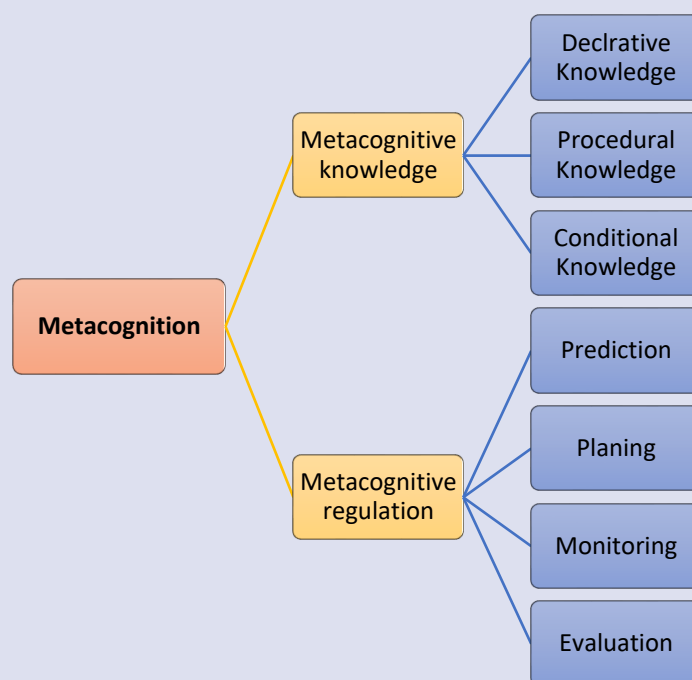 Metacognition
Metacognitive
knowledge
Declrative
Knowledge
Procedural
Knowledge
Conditional
Knowledge
Metacognitive
regulation
Prediction
Planing
Monitoring
Evaluation